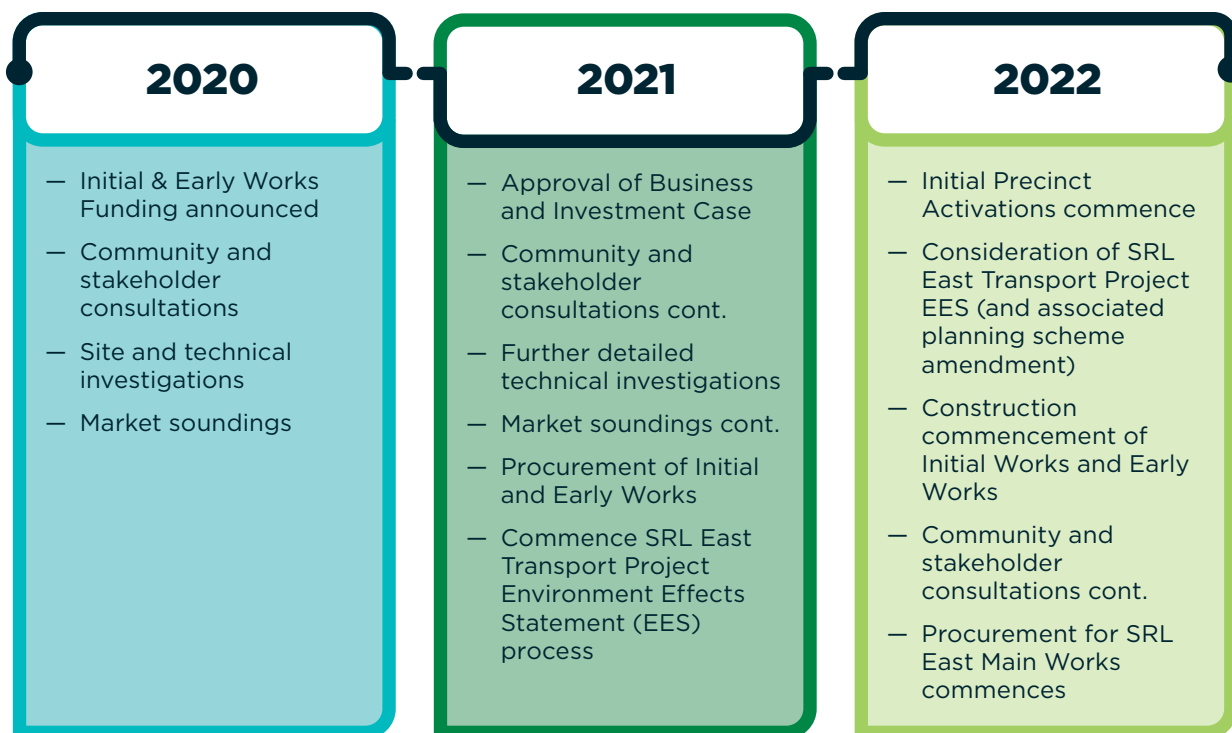 2020
— Initial & Early Works
Funding announced
— Community and
stakeholder
consultations
— Site and technical
investigations
— Market soundings
2021
— Approval of Business
and Investment Case
— Community and
stakeholder
consultations cont.
— Further detailed
technical investigations
— Market soundings cont.
— Procurement of Initial
and Early Works
— Commence SRL East
Transport Project
Environment Effects
Statement (EES)
process
2022
— Initial Precinct
Activations commence
— Consideration of SRL
East Transport Project
EES (and associated
planning scheme
amendment)
— Construction
commencement of
Initial Works and Early
Works
— Community and
stakeholder
consultations cont.
— Procurement for SRL
East Main Works
commences